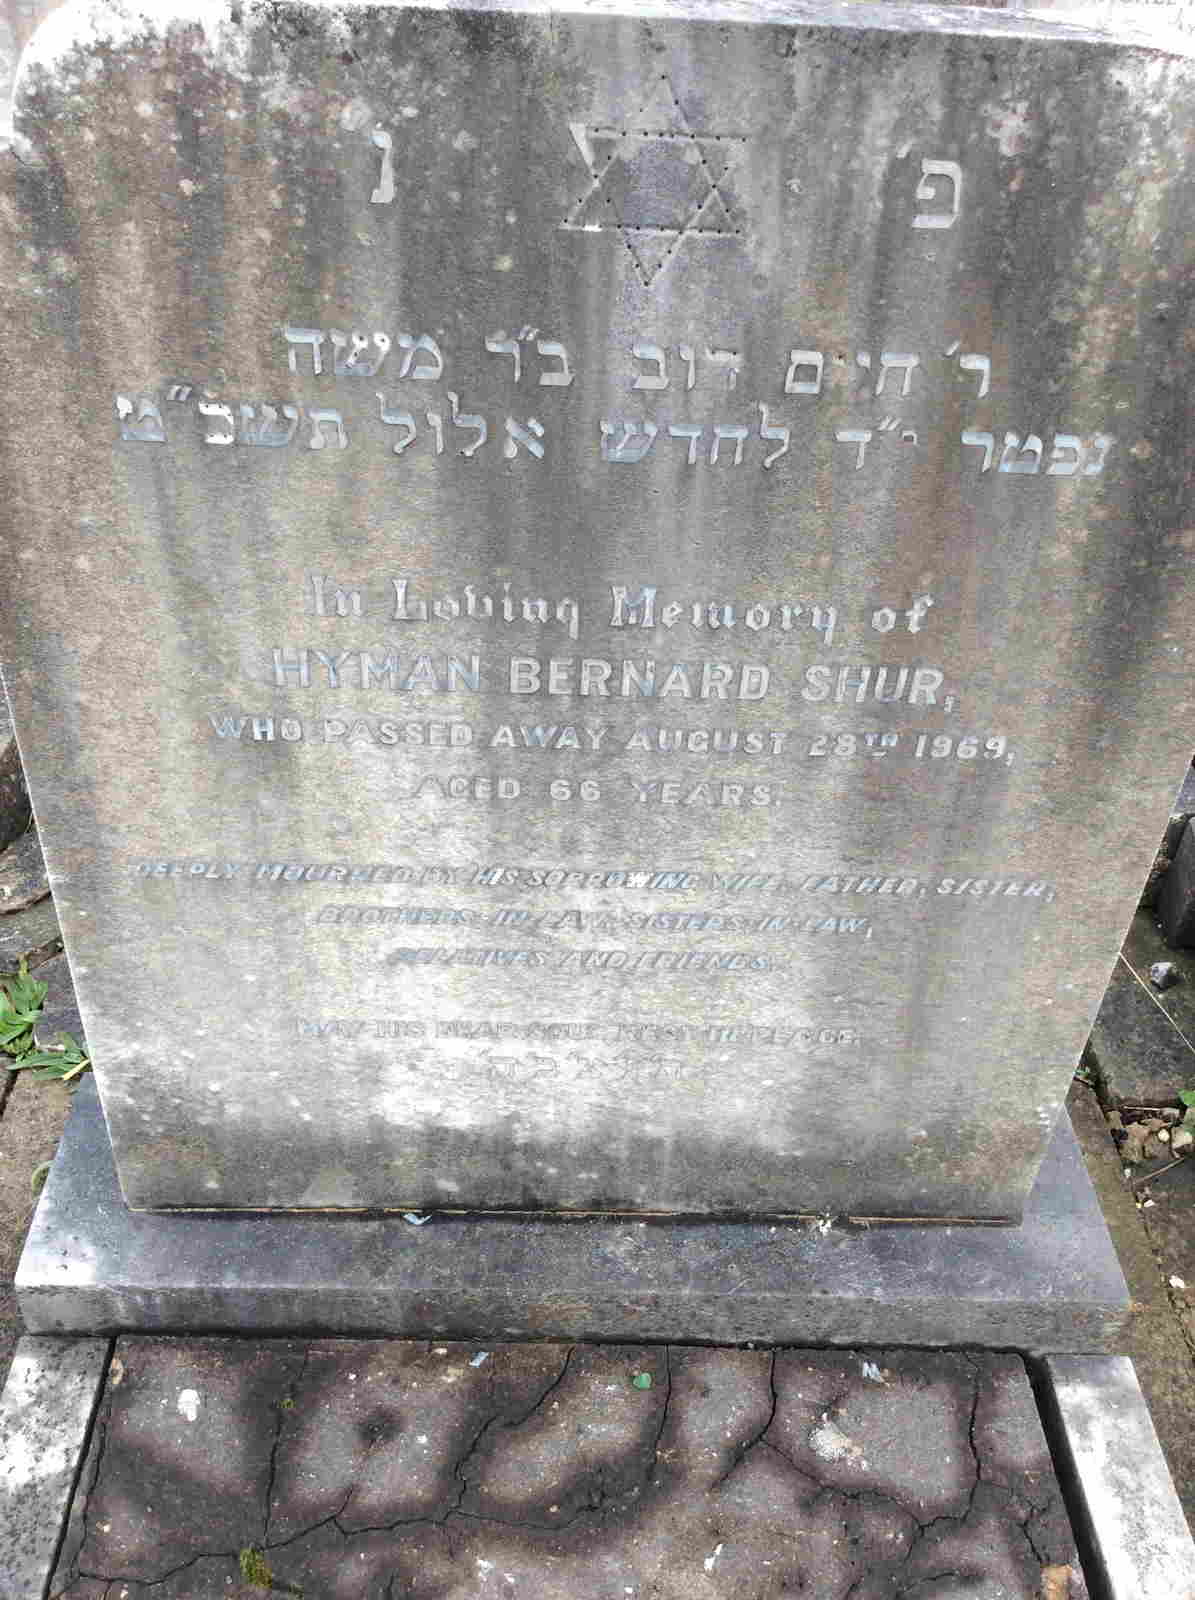 פ' נ'
ר' חיים דוב ב"ר משה
נפטר י"ד לחדש אלול תשכ"ט
In Loving Memory of
HYMAN BERNARD SHUR,
WHO PASSED AWAY AUGUST 28TH 1969,
AGED 66 YEARS.
DEEPLY MOURNED BY HIS SORROWING WIFE, FATHER, SISTER,
BROTHERS-IN-LAW, SISTERS-IN-LAW,
RELATIVES AND FRIENDS.
MAY HIS DEAR SOUL REST IN PEACE.
ת' נ' צ' ב' ה'